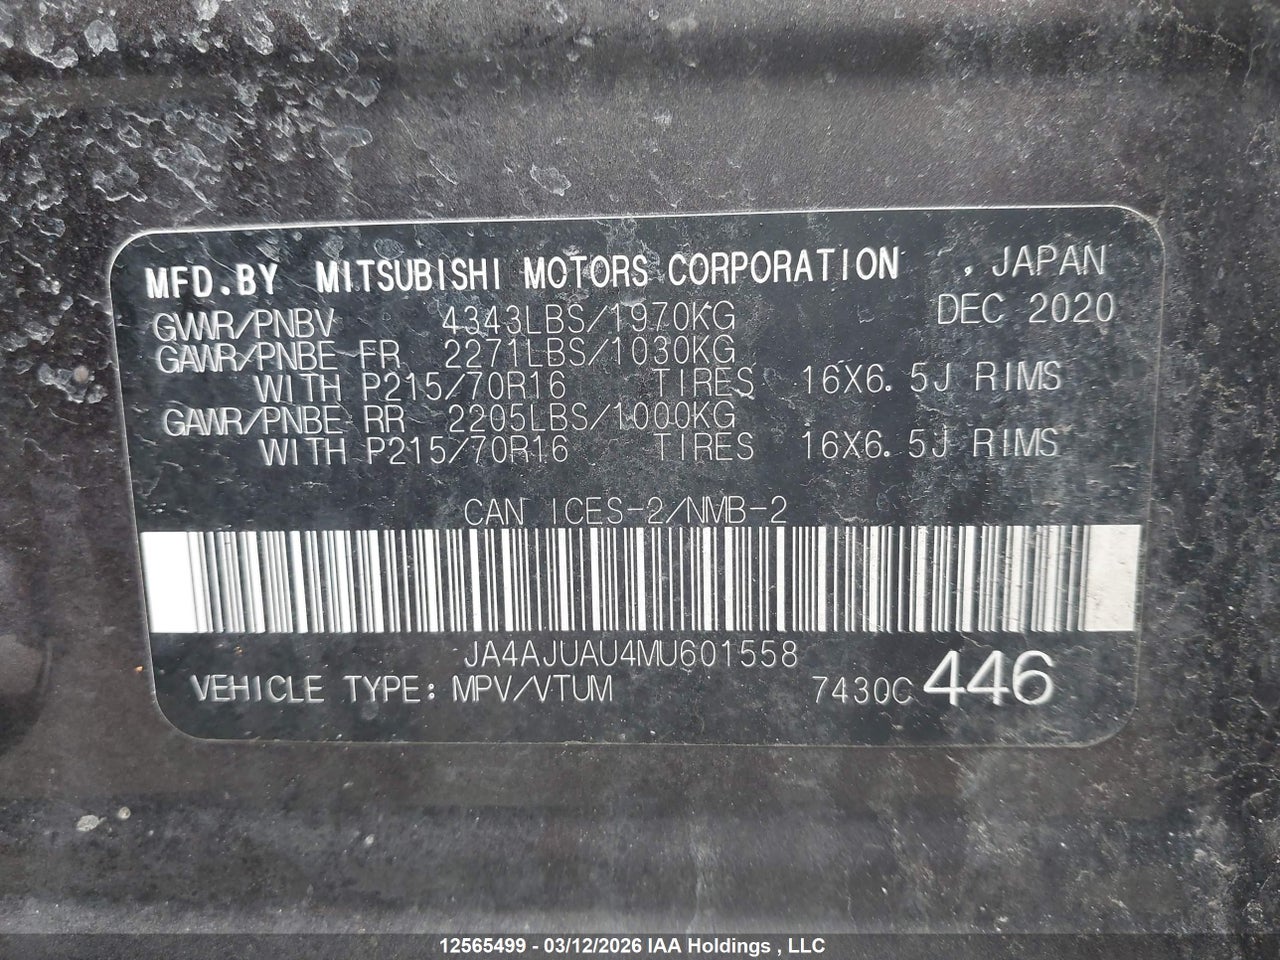 MFD.BY MITSUBISHI MOTORS CORPORATION , JAPAN
GVWR/PNBV 4343LBS/1970KG DEC 2020
GAWR/PNBE FR 2271LBS/1030KG
WITH P215/70R16 TIRES 16X6.5J RIMS
GAWR/PNBE RR 2205LBS/1000KG
WITH P215/70R16 TIRES 16X6.5J RIMS
CAN ICES-2/NMB-2
JA4AJUAU4MU601558
VEHICLE TYPE: MPV/VTUM 7430C 446
12565499 - 03/12/2026 IAA Holdings , LLC